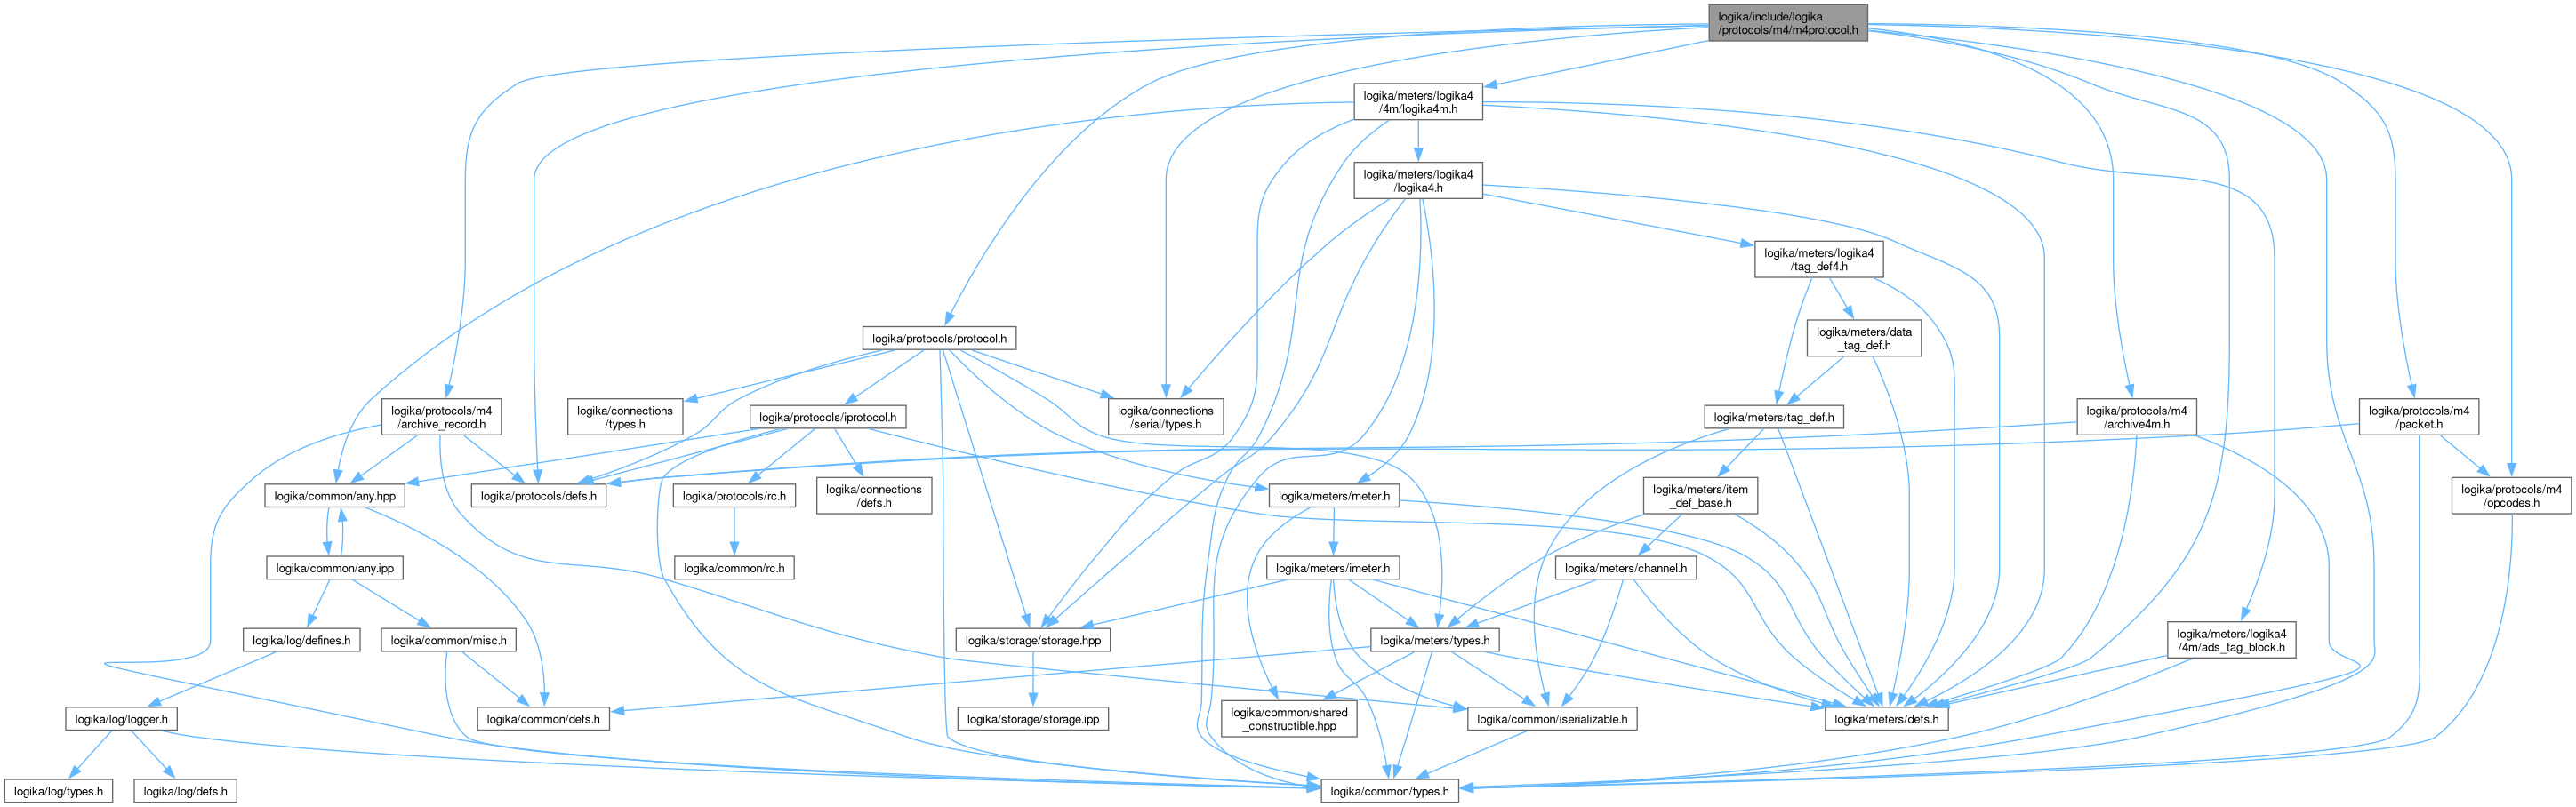 logika/include/logika
/protocols/m4/m4protocol.h
logika/meters/logika4
/4m/logika4m.h
logika/meters/logika4
/logika4.h
logika/meters/logika4
/tag_def4.h
logika/protocols/protocol.h
logika/meters/data
_tag_def.h
logika/protocols/m4
/archive_record.h
logika/connections
/types.h
logika/protocols/iprotocol.h
logika/connections
/serial/types.h
logika/meters/tag_def.h
logika/protocols/m4
/archive4m.h
logika/protocols/m4
/packet.h
logika/common/any.hpp
logika/protocols/defs.h
logika/protocols/rc.h
logika/connections
/defs.h
logika/meters/meter.h
logika/meters/item
_def_base.h
logika/protocols/m4
/opcodes.h
logika/common/any.ipp
logika/common/rc.h
logika/meters/imeter.h
logika/meters/channel.h
logika/log/defines.h
logika/common/misc.h
logika/storage/storage.hpp
logika/meters/types.h
logika/meters/logika4
/4m/ads_tag_block.h
logika/log/logger.h
logika/common/defs.h
logika/storage/storage.ipp
logika/common/shared
_constructible.hpp
logika/common/iserializable.h
logika/meters/defs.h
logika/log/types.h
logika/log/defs.h
logika/common/types.h